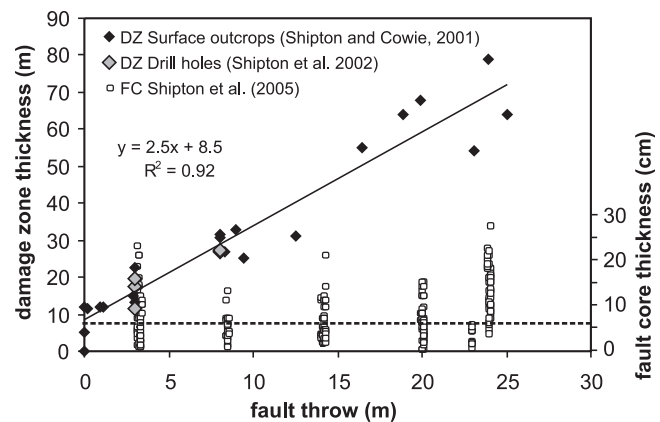 90
80
70
60
50
40
30
20
10
0
damage zone thickness (m)
DZ Surface outcrops (Shipton and Cowie, 2001)
DZ Drill holes (Shipton et al. 2002)
FC Shipton et al. (2005)
y = 2.5x + 8.5
R² = 0.92
30
20
10
0
fault core thickness (cm)
0 5 10 15 20 25 30
fault throw (m)